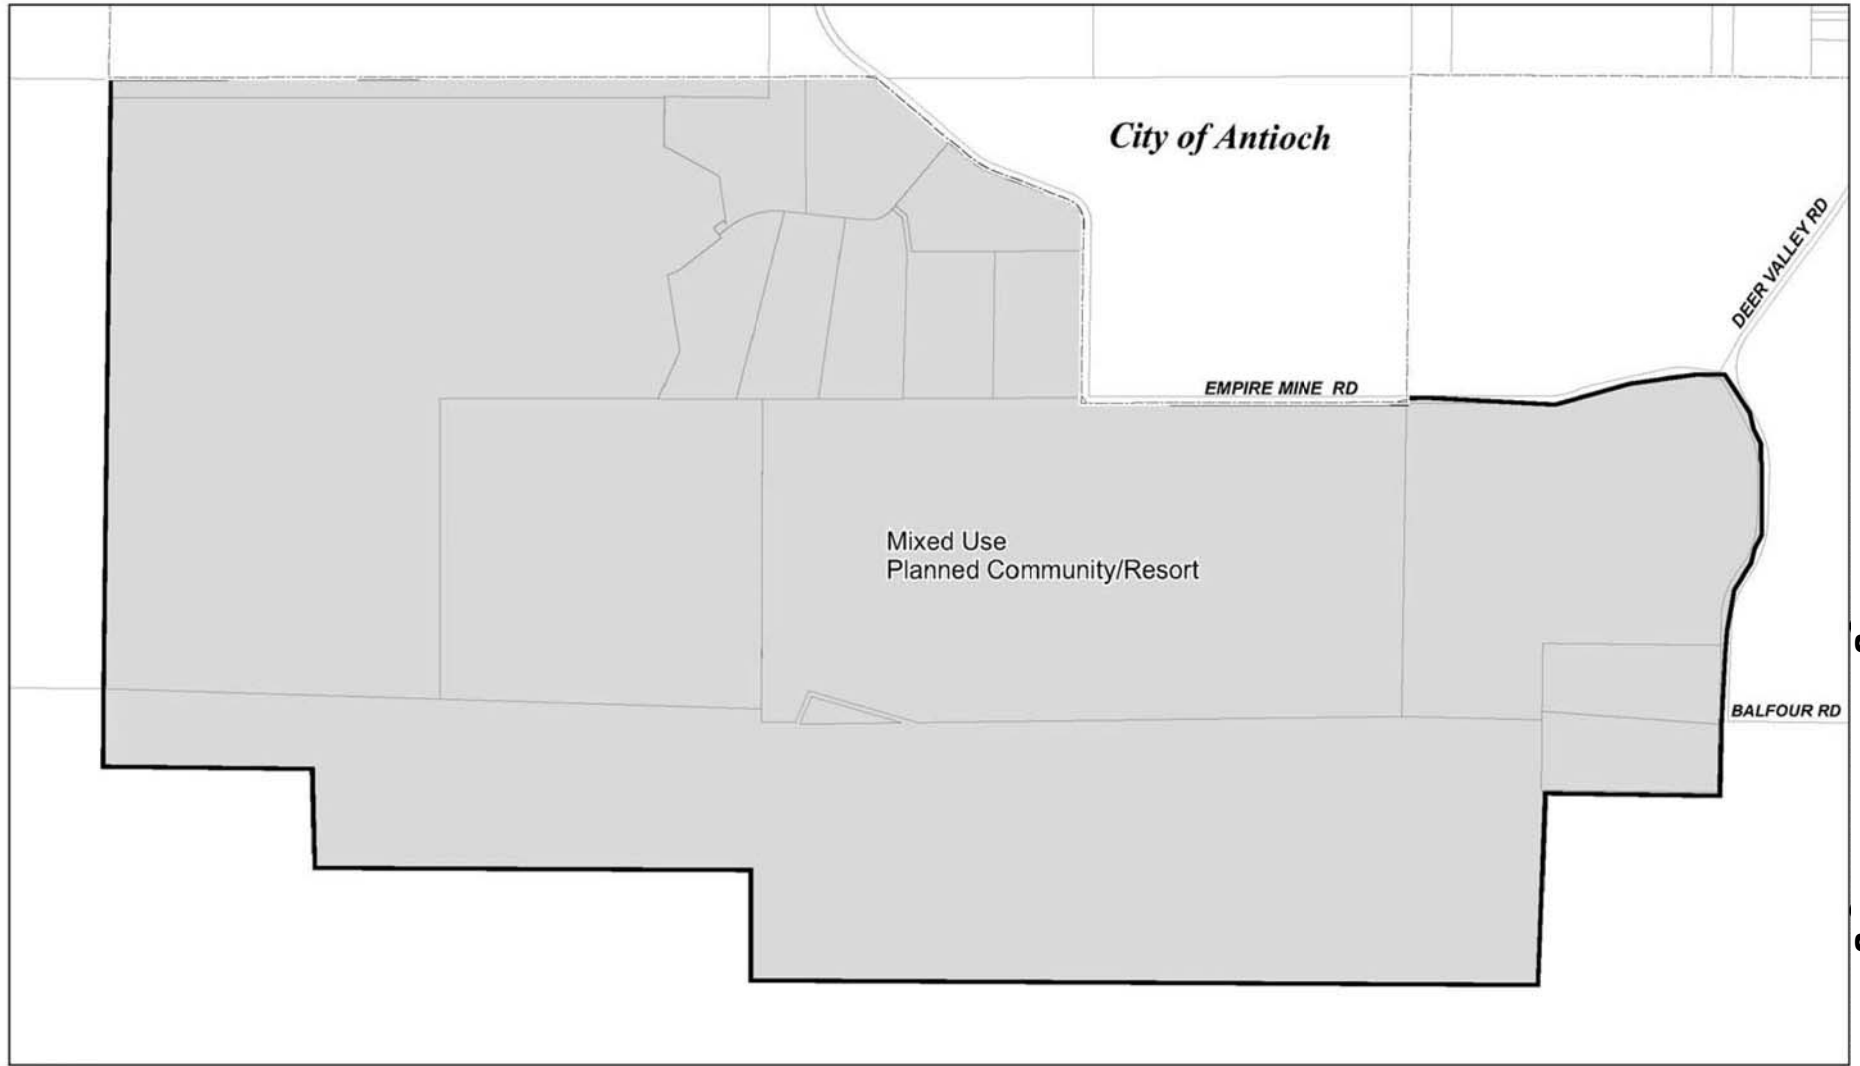 City of Antioch
DEER VALLEY RD
EMPIRE MINE RD
Mixed Use
Planned Community/Resort
BALFOUR RD